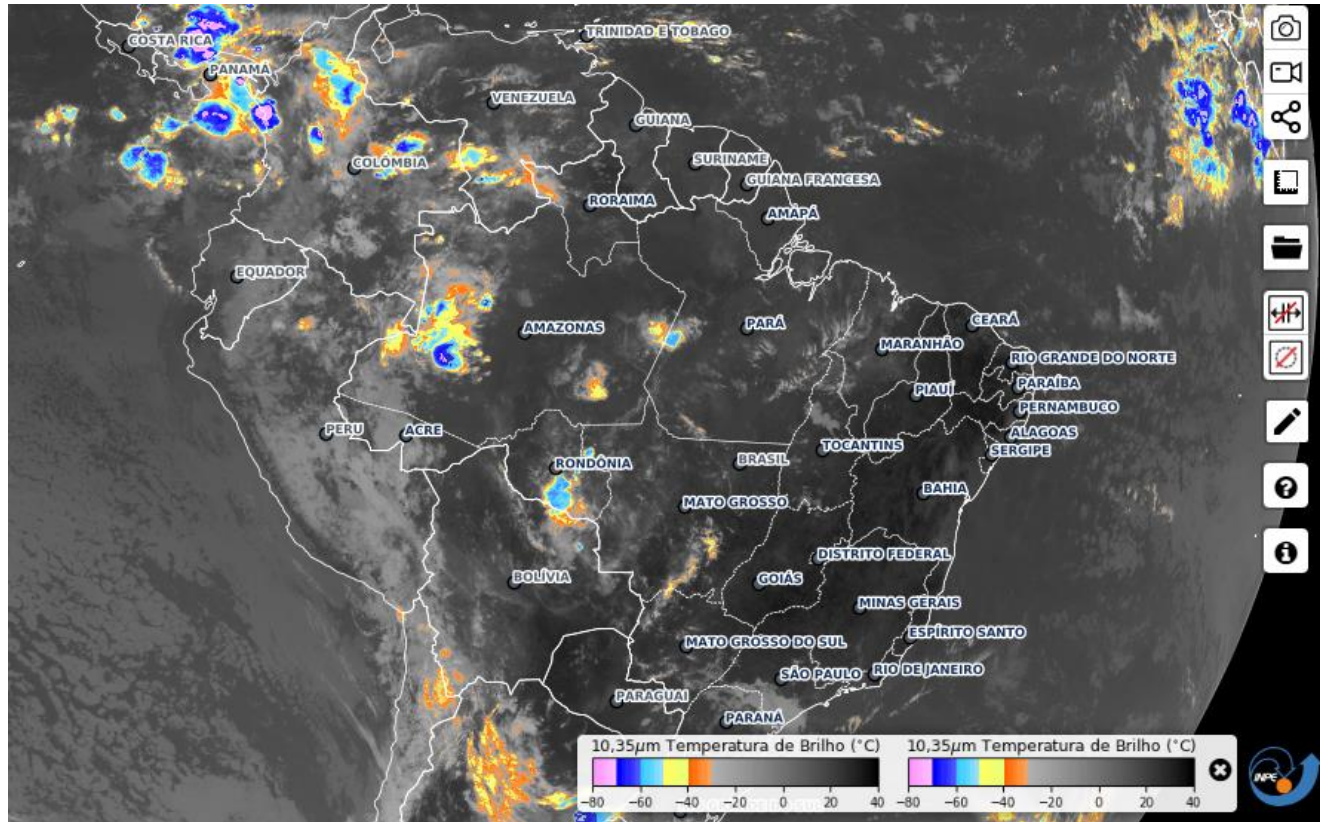 COSTA RICA
TRINIDAD E TOBAGO
PANAMÁ
VENEZUELA
GUIANA
COLÔMBIA
SURINAME
GUIANA FRANCESA
RORAIMA
AMAPÁ
EQUADOR
AMAZONAS
PARÁ
CEARÁ
MARANHÃO
RIO GRANDE DO NORTE
PIAUÍ
PARAÍBA
PERNAMBUCO
PERU
ACRE
ALAGOAS
TOCANTINS
SERGIPE
RONDÔNIA
BRASIL
BAHIA
MATO GROSSO
DISTRITO FEDERAL
BOLÍVIA
GOIÁS
MINAS GERAIS
ESPÍRITO SANTO
MATO GROSSO DO SUL
SÃO PAULO
RIO DE JANEIRO
PARAGUAI
PARANÁ
10,35µm Temperatura de Brilho (°C)
−80 −60 −40 −20 0 20 40
10,35µm Temperatura de Brilho (°C)
−80 −60 −40 −20 0 20 40
INPE